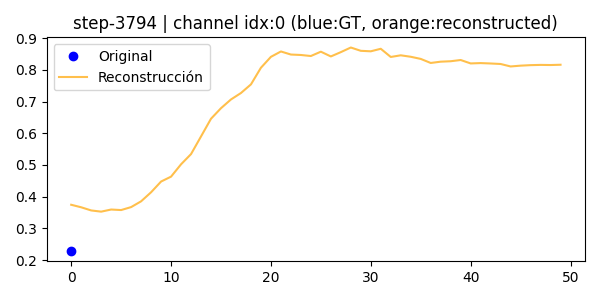 step-3794 | channel idx:0 (blue:GT, orange:reconstructed)
0.9
0.8
0.7
0.6
0.5
0.4
0.3
0.2
Original
Reconstrucción
0 10 20 30 40 50